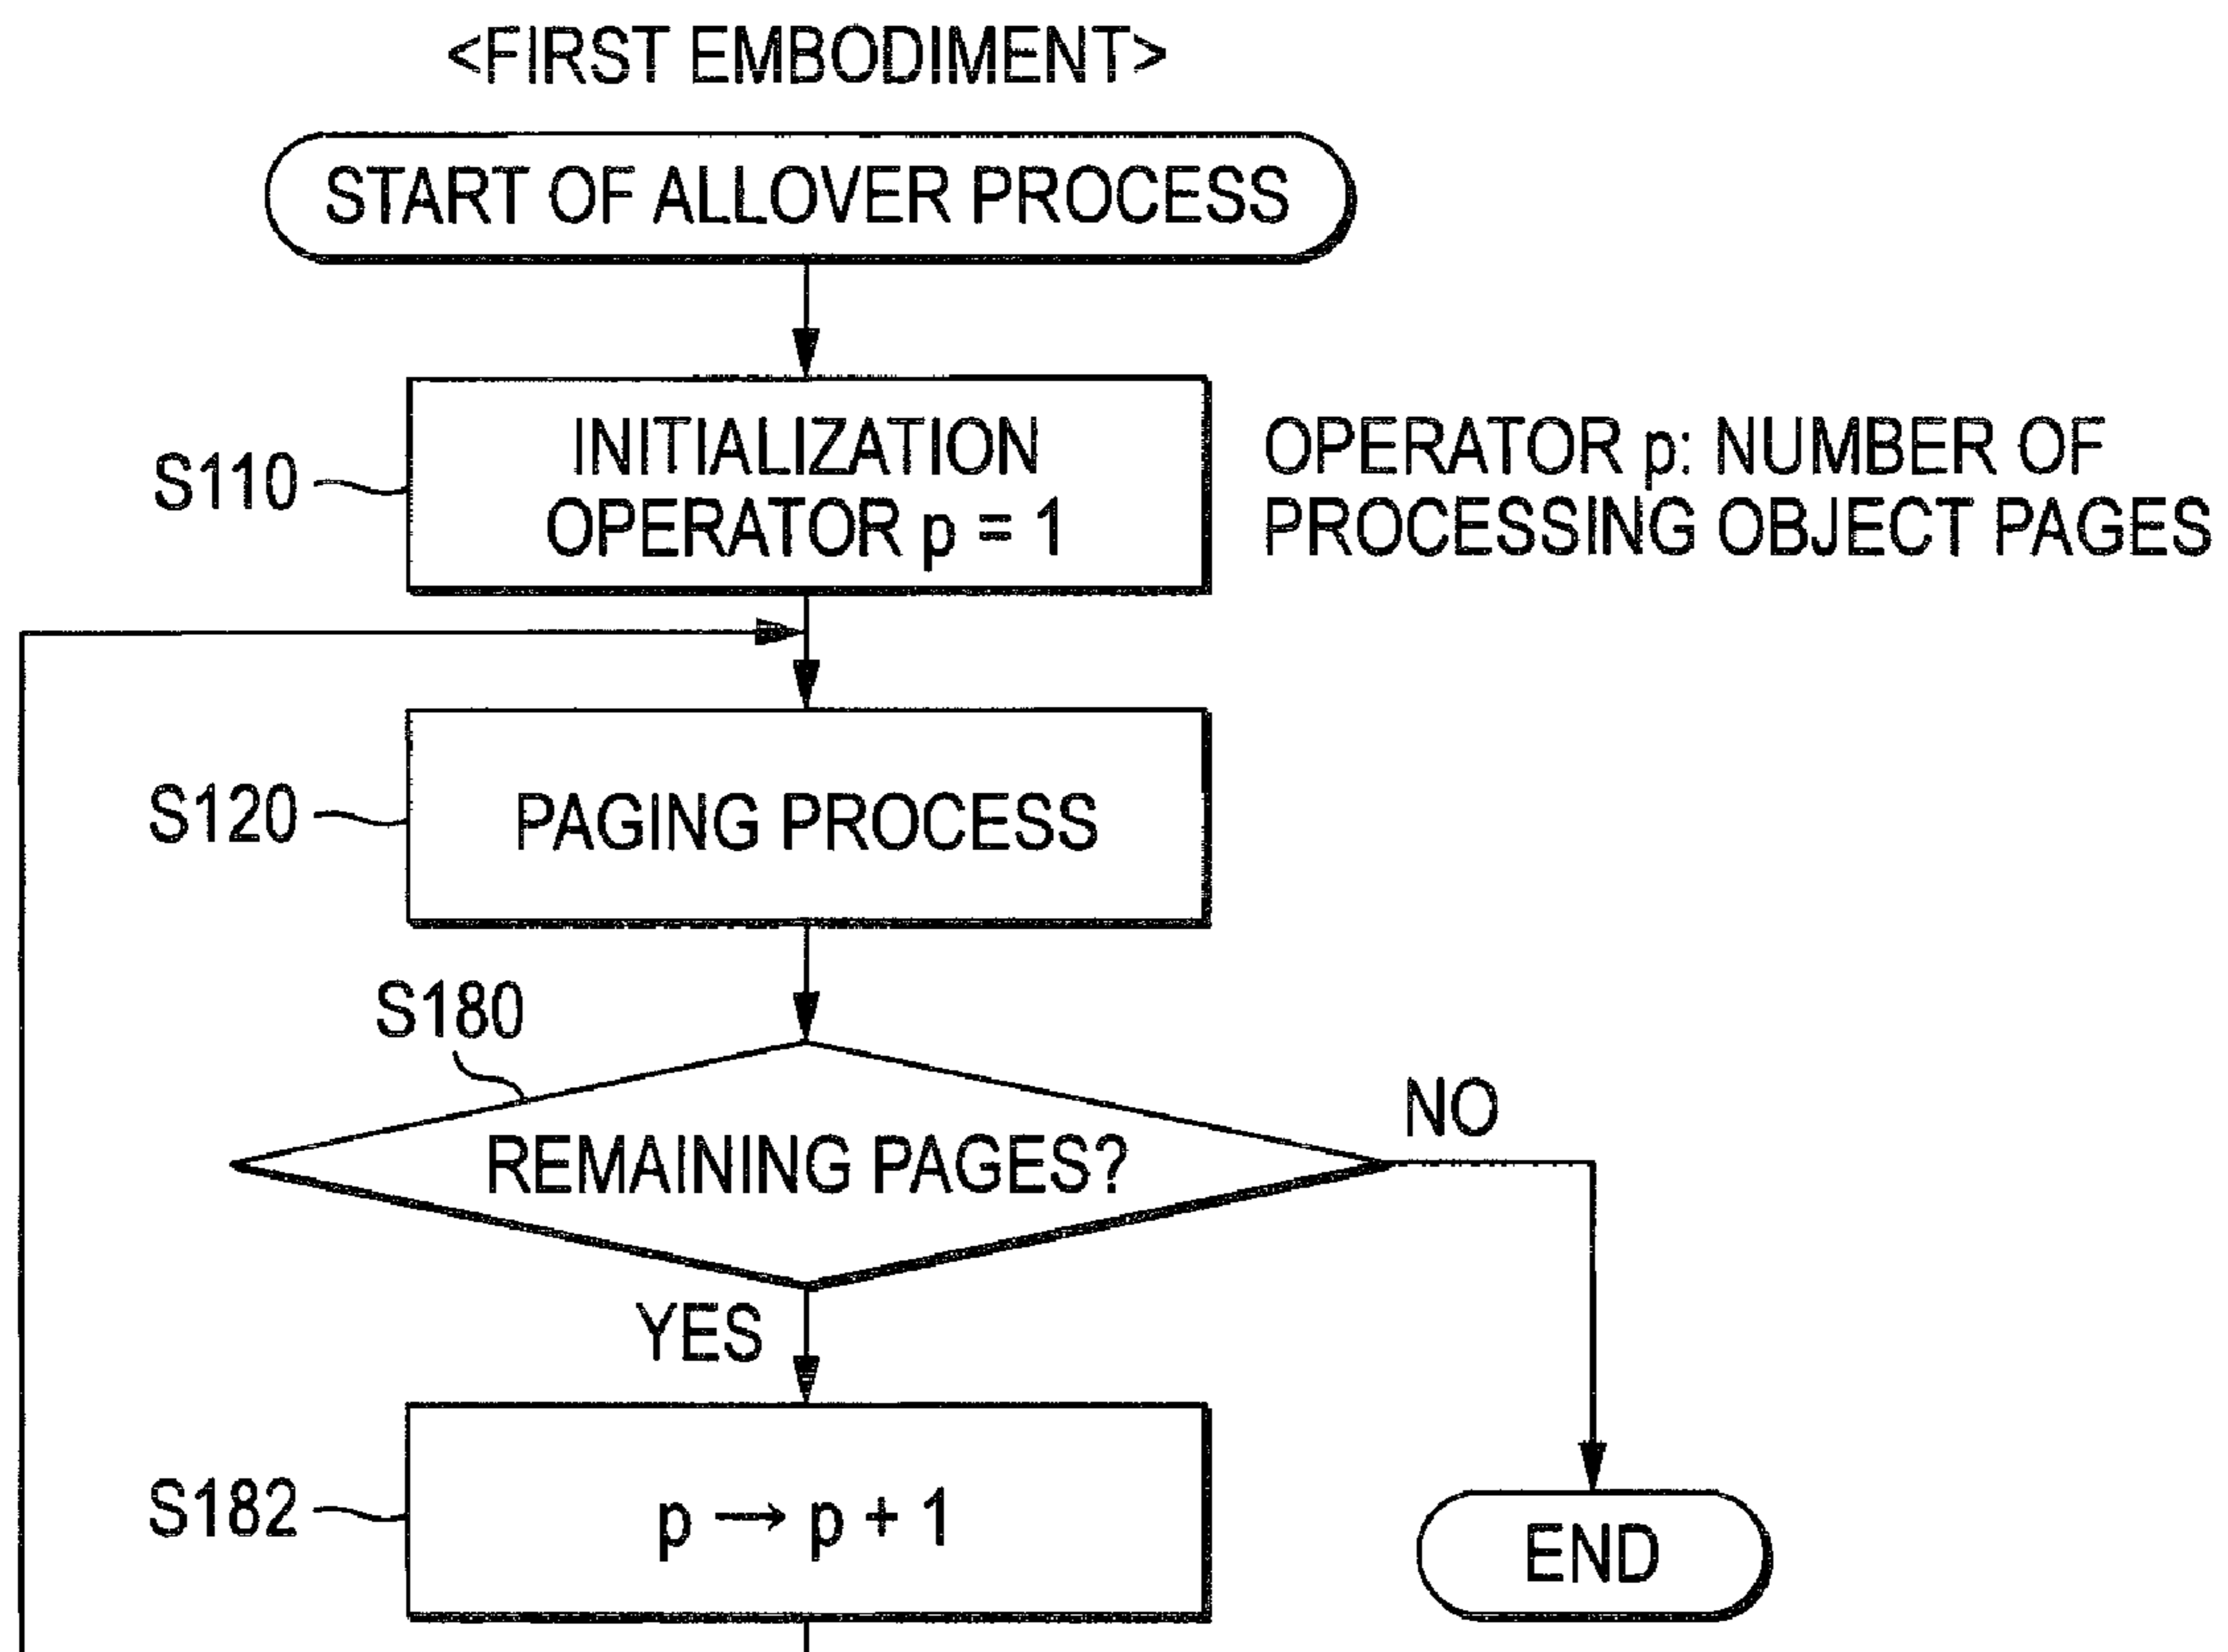 <FIRST EMBODIMENT>
START OF ALLOVER PROCESS
INITIALIZATION
OPERATOR p = 1
S110
OPERATOR p: NUMBER OF
PROCESSING OBJECT PAGES
S120
PAGING PROCESS
S180
REMAINING PAGES?
NO
YES
S182
p → p + 1
END